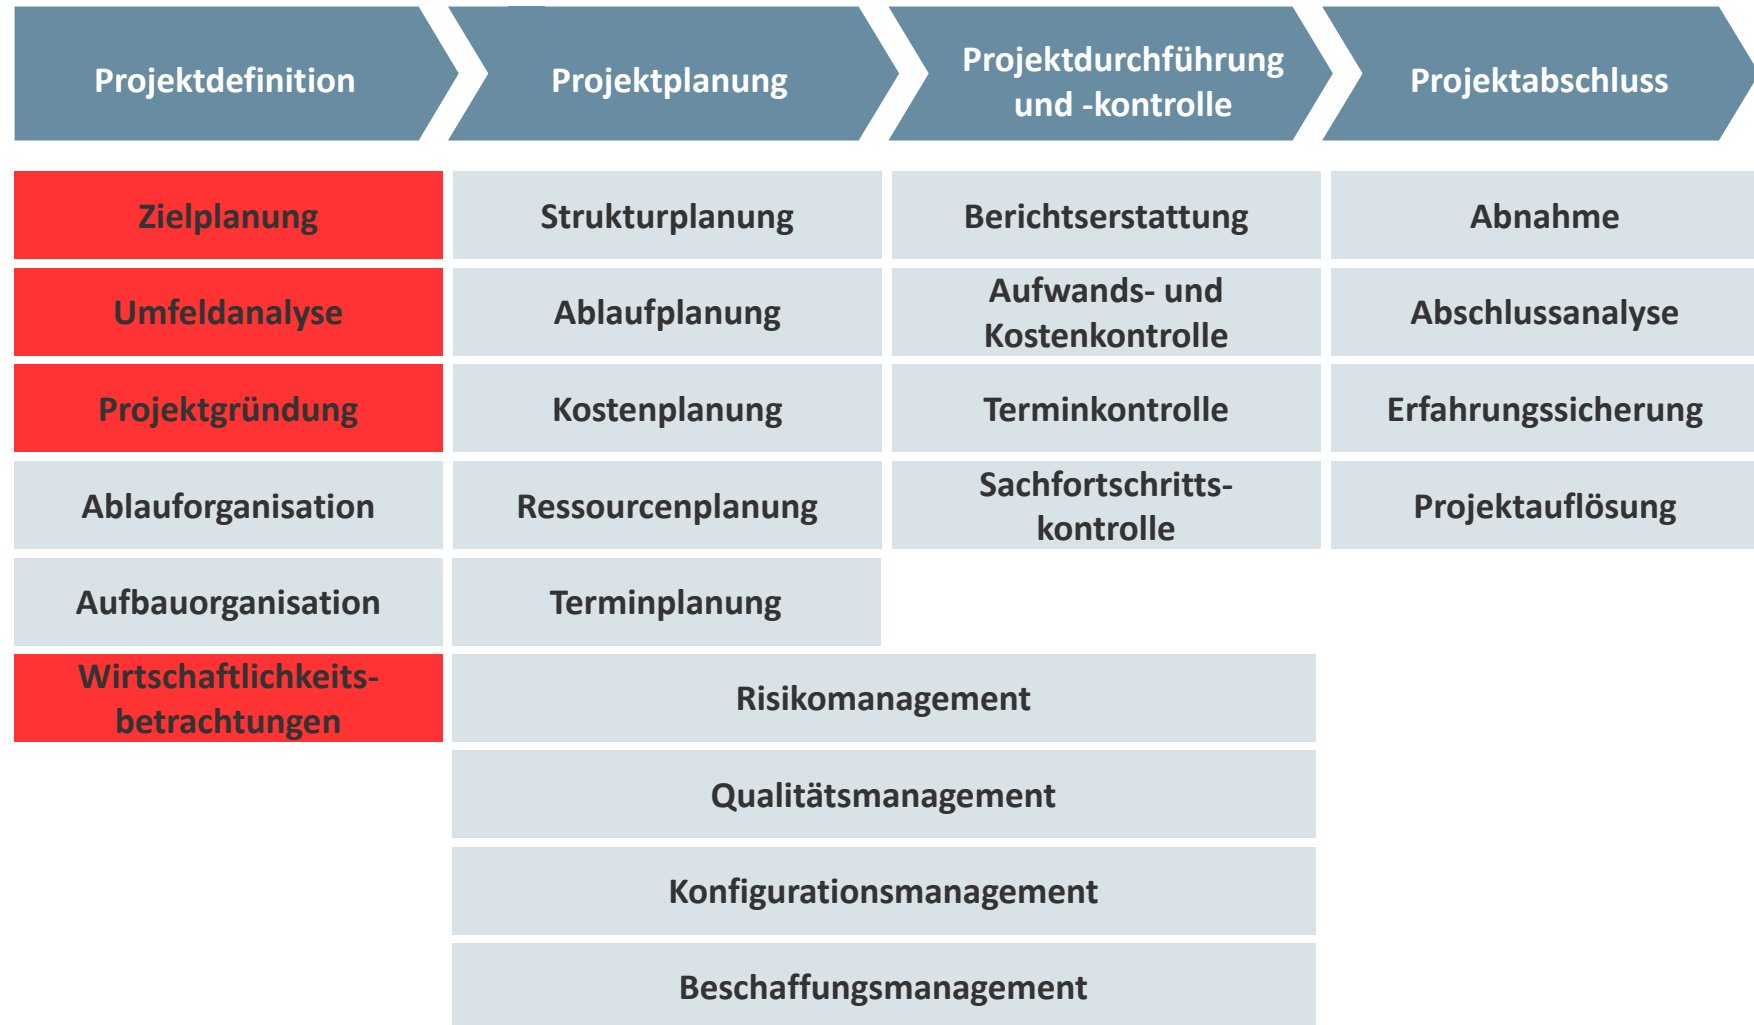 Projektdefinition
Projektplanung
Projektdurchführung
und -kontrolle
Projektabschluss
Zielplanung
Strukturplanung
Berichtserstattung
Abnahme
Umfeldanalyse
Ablaufplanung
Aufwands- und
Kostenkontrolle
Abschlussanalyse
Projektgründung
Kostenplanung
Terminkontrolle
Erfahrungssicherung
Ablauforganisation
Ressourcenplanung
Sachfortschritts-
kontrolle
Projektauflösung
Aufbauorganisation
Terminplanung
Wirtschaftlichkeits-
betrachtungen
Risikomanagement
Qualitätsmanagement
Konfigurationsmanagement
Beschaffungsmanagement